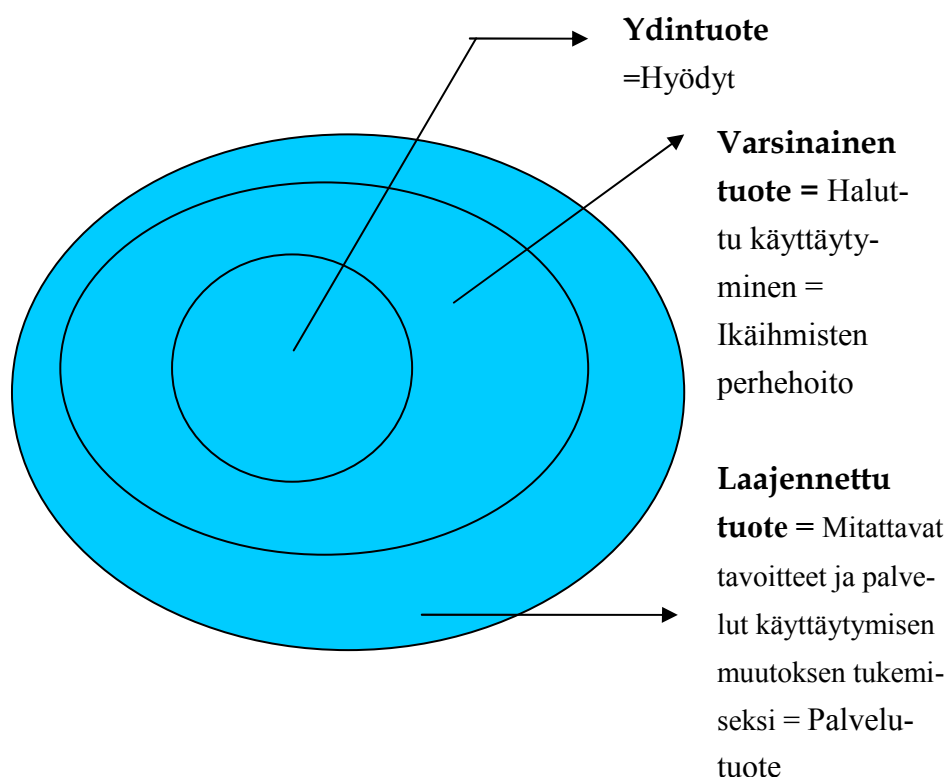 Ydintuote
=Hyödyt
Varsinainen
tuote = Halut-
tu käyttäyty-
minen =
Ikäihmisten
perhehoito
Laajennettu
tuote = Mitattavat
tavoitteet ja palve-
lut käyttäytymisen
muutoksen tukemi-
seksi = Palvelu-
tuote